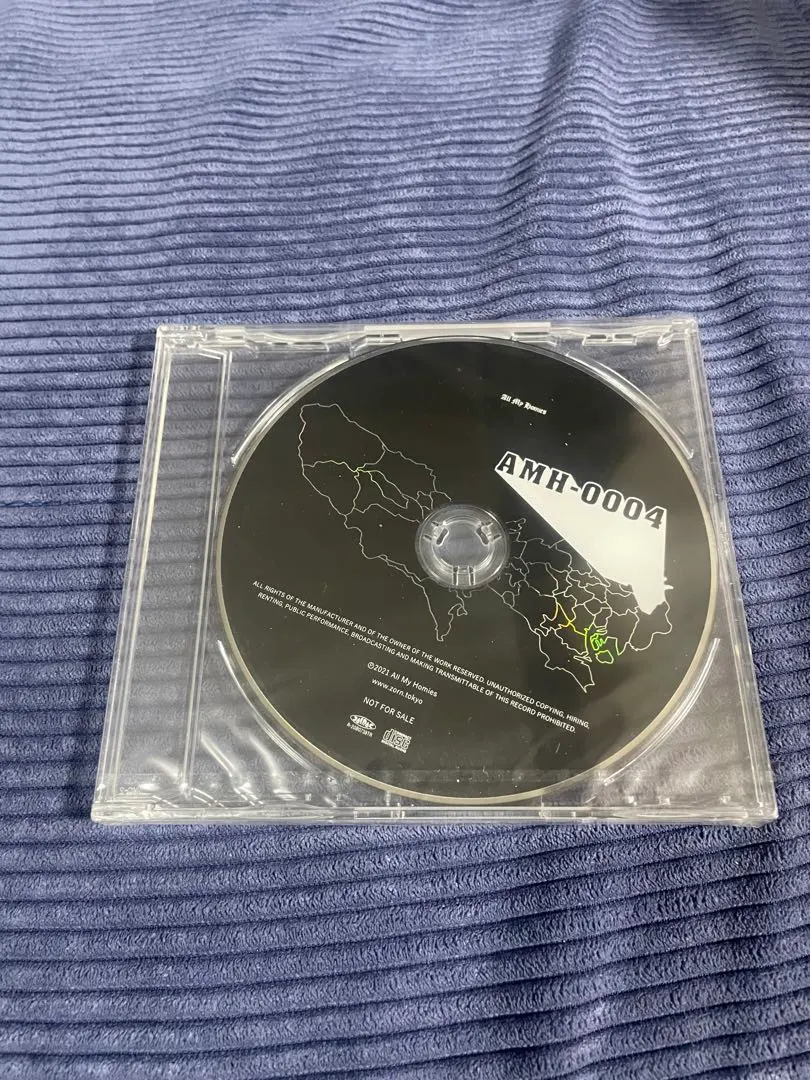 All My Homies
AMH-0004
ALL RIGHTS OF THE MANUFACTURER AND OF THE OWNER OF THE WORK RESERVED. UNAUTHORIZED COPYING, HIRING,
RENTING, PUBLIC PERFORMANCE, BROADCASTING AND MAKING TRANSMITTABLE OF THIS RECORD PROHIBITED.
©2021 All My Homies
www.zorn.tokyo
NOT FOR SALE
disc